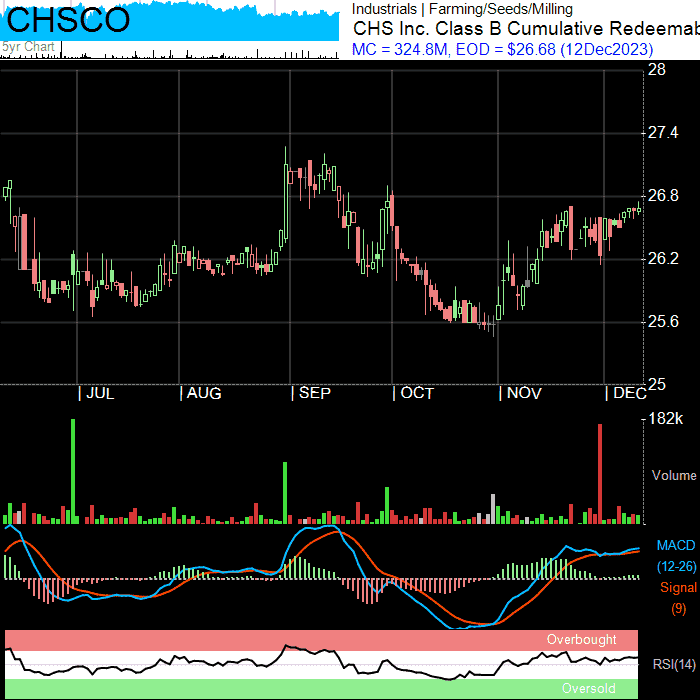 CHSCO
5yr Chart
Industrials | Farming/Seeds/Milling
CHS Inc. Class B Cumulative Redeemab
MC = 324.8M, EOD = $26.68 (12Dec2023)
28
27.4
26.8
26.2
25.6
25
| JUL | AUG | SEP | OCT | NOV | DEC
182k
Volume
MACD
(12-26)
Signal
(9)
Overbought
RSI(14)
Oversold